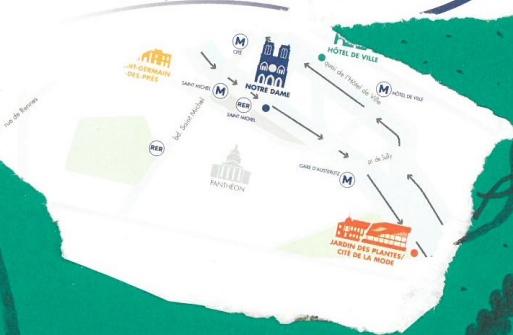 M
CITÉ
HÔTEL DE VILLE
NT-GERMAIN
-DES-PRÉS
quai de l'Hôtel de Ville
SAINT MICHEL
M
NOTRE DAME
M
HÔTEL DE VILLE
RER
SAINT MICHEL
rue de Rennes
bd. Saint Michel
RER
PANTHÉON
GARE D'AUSTERLITZ
M
pt de Sully
JARDIN DES PLANTES/
CITÉ DE LA MODE